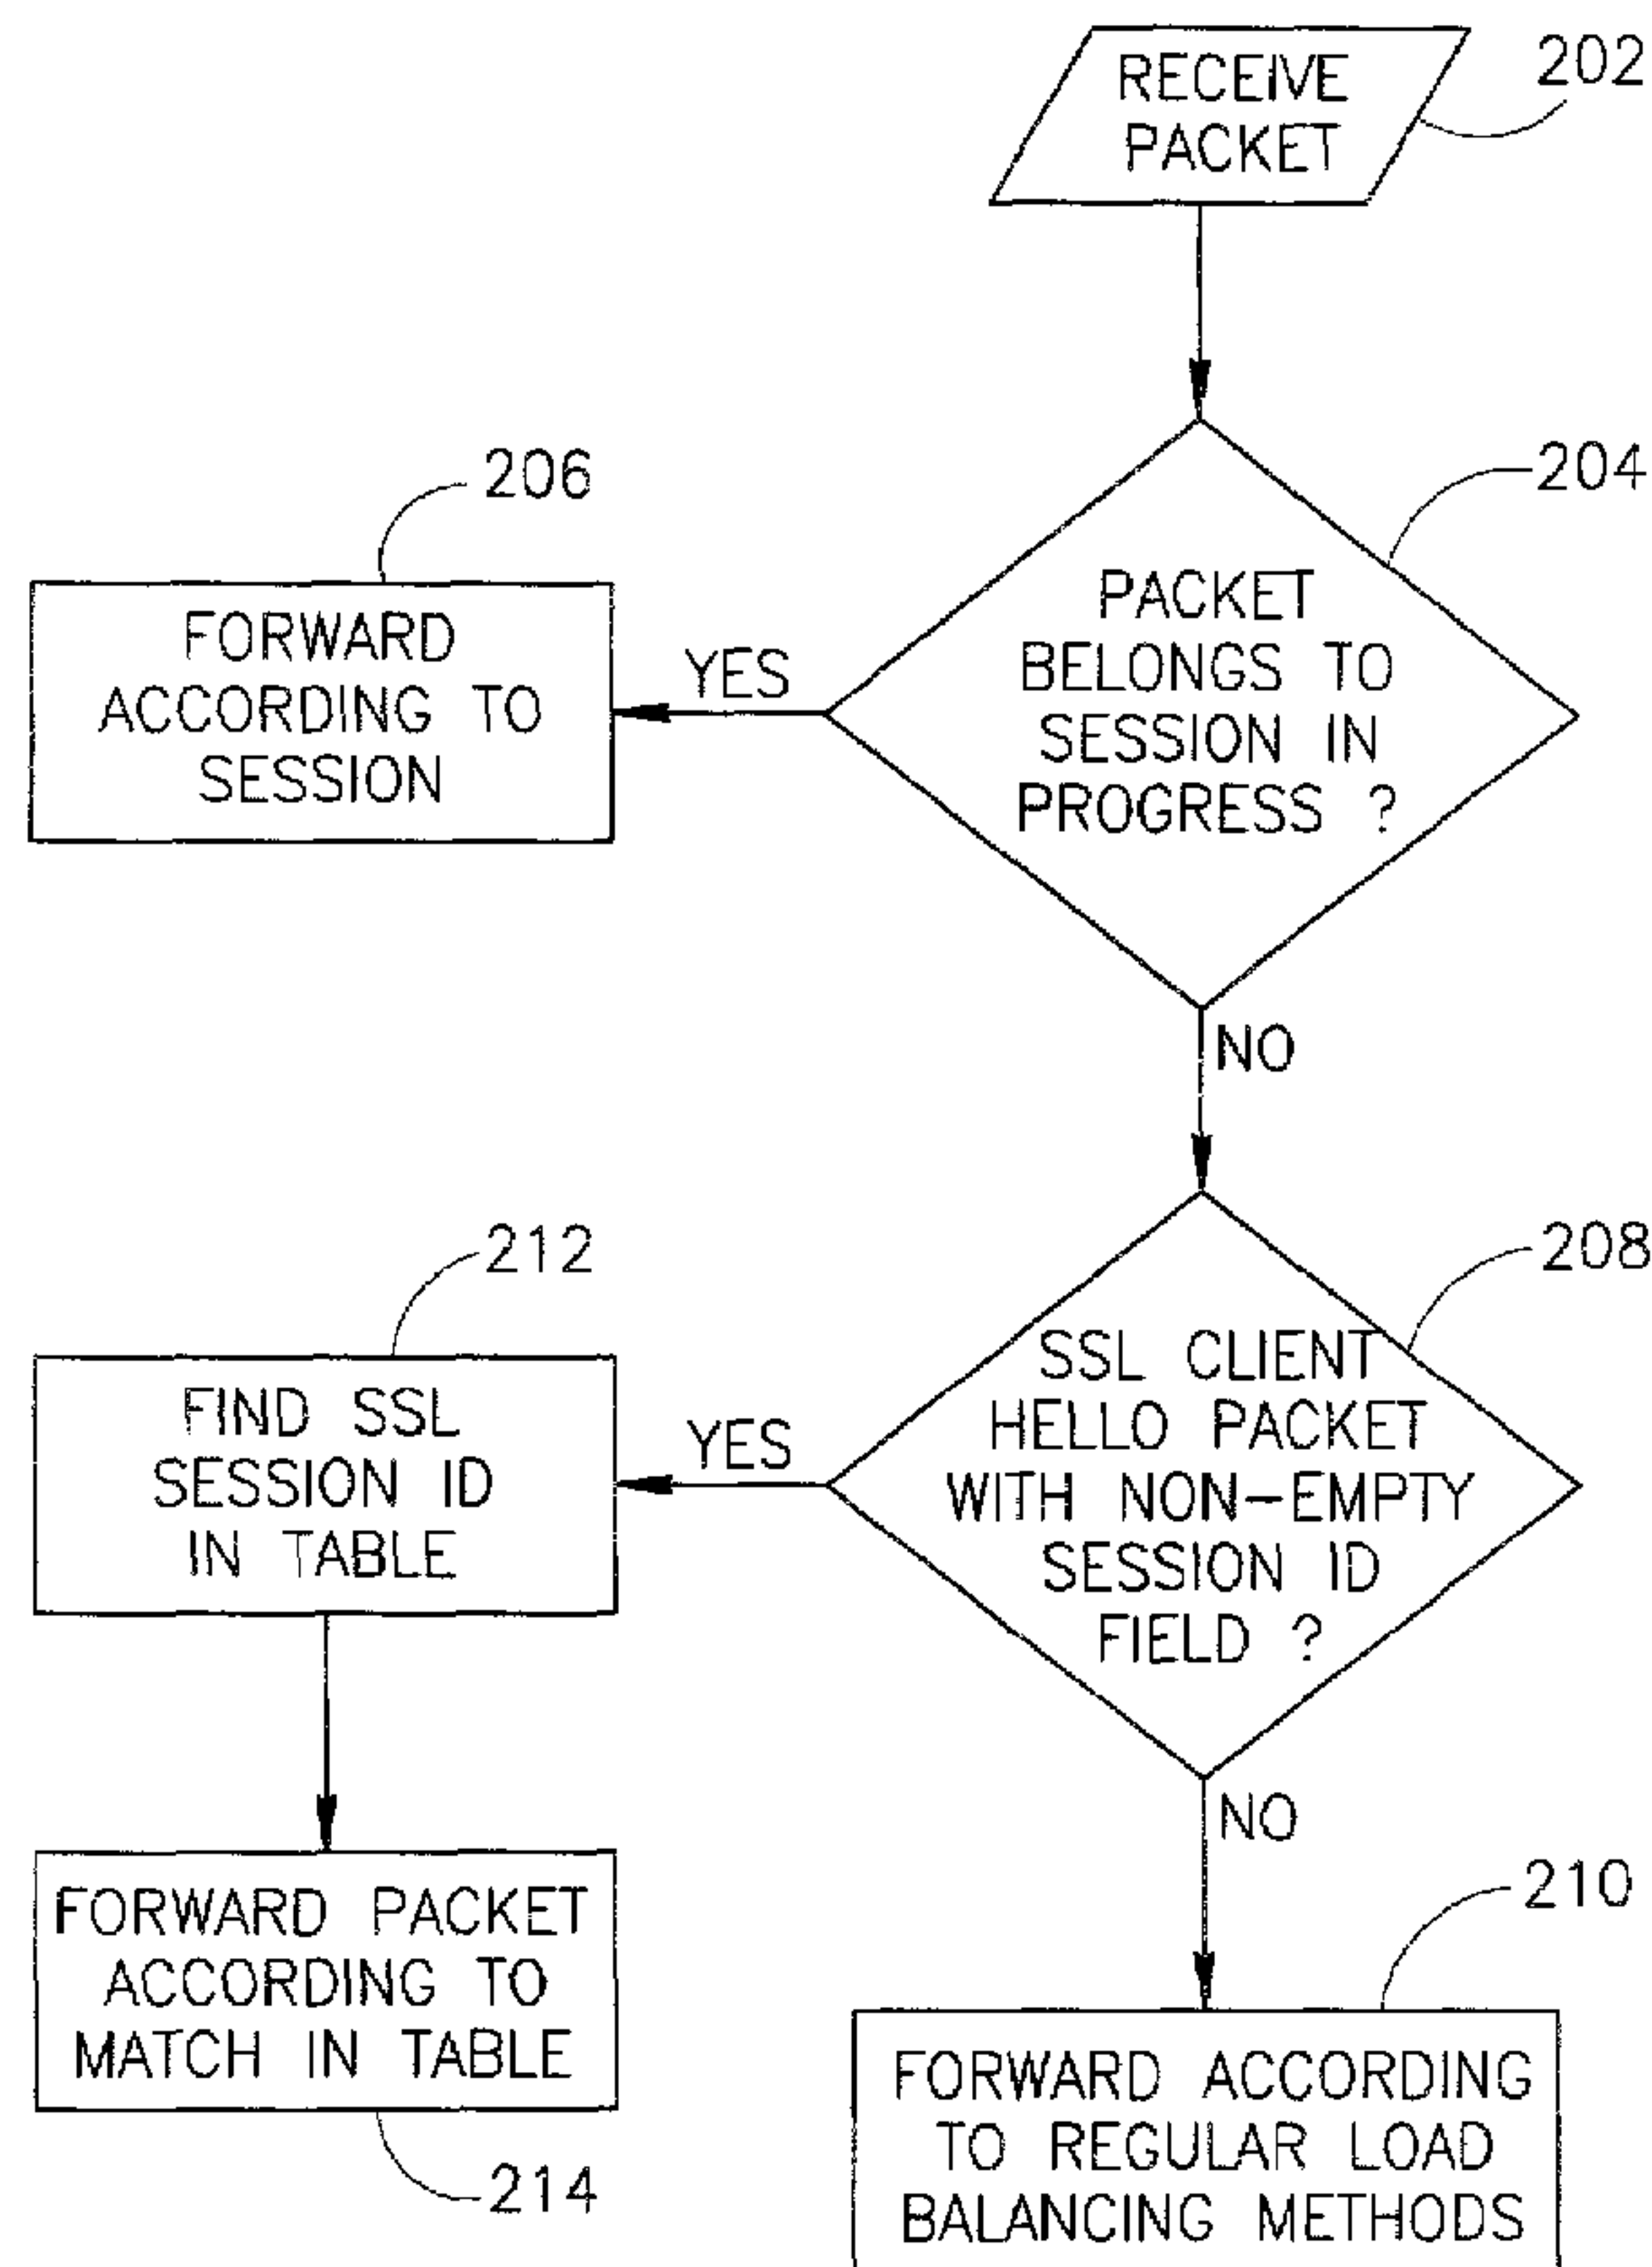 RECEIVE
PACKET
202
204
PACKET
BELONGS TO
SESSION IN
PROGRESS ?
YES
206
FORWARD
ACCORDING TO
SESSION
NO
208
SSL CLIENT
HELLO PACKET
WITH NON-EMPTY
SESSION ID
FIELD ?
YES
212
FIND SSL
SESSION ID
IN TABLE
FORWARD PACKET
ACCORDING TO
MATCH IN TABLE
214
NO
210
FORWARD ACCORDING
TO REGULAR LOAD
BALANCING METHODS